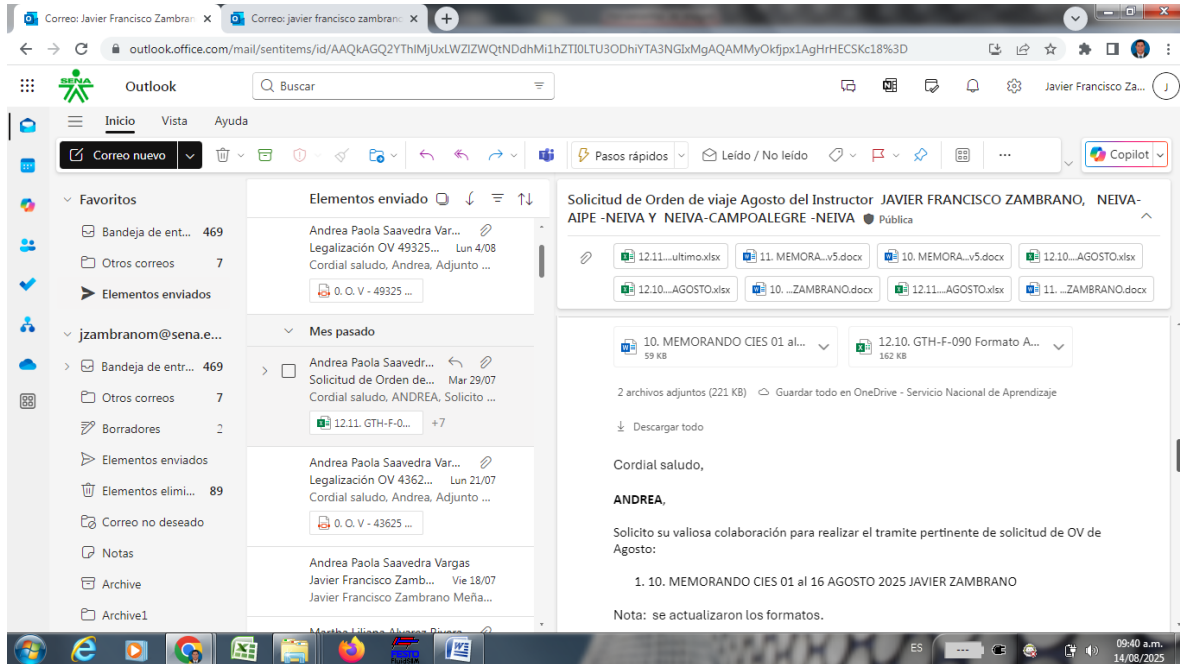 Correo: Javier Francisco Zambran
Correo: javier francisco zambranc
outlook.office.com/mail/sentitems/id/AAQkAGQ2YThlMjUxLWZlZWQtNDdhMi1hZTI0LTU3ODhiYTA3NGIxMgAQAMMyOkfjpx1AgHrHECSKc18%3D
SENA
Outlook
Buscar
Javier Francisco Za...
J
Inicio Vista Ayuda
Correo nuevo
Pasos rápidos
Leído / No leído
Copilot
Favoritos
Bandeja de ent... 469
Otros correos 7
Elementos enviados
jzambranom@sena.e...
Bandeja de entr... 469
Otros correos 7
Borradores 2
Elementos enviados
Elementos elimi... 89
Correo no deseado
Notas
Archive
Archive1
Elementos enviado
Andrea Paola Saavedra Var...
Legalización OV 49325... Lun 4/08
Cordial saludo, Andrea, Adjunto ...
0. O. V - 49325 ...
Mes pasado
Andrea Paola Saavedr...
Solicitud de Orden de... Mar 29/07
Cordial saludo, ANDREA, Solicito ...
12.11. GTH-F-0... +7
Andrea Paola Saavedra Var...
Legalización OV 4362... Lun 21/07
Cordial saludo, Andrea, Adjunto ...
0. O. V - 43625 ...
Andrea Paola Saavedra Vargas
Javier Francisco Zamb... Vie 18/07
Javier Francisco Zambrano Meña...
Martha Liliana Alvarez Rivera
Solicitud de Orden de viaje Agosto del Instructor JAVIER FRANCISCO ZAMBRANO, NEIVA-
AIPE -NEIVA Y NEIVA-CAMPOALEGRE -NEIVA Pública
12.11....ultimo.xlsx 11. MEMORA...v5.docx 10. MEMORA...v5.docx 12.10....AGOSTO.xlsx
12.10....AGOSTO.xlsx 10. ...ZAMBRANO.docx 12.11....AGOSTO.xlsx 11. ...ZAMBRANO.docx
10. MEMORANDO CIES 01 al...
59 KB
12.10. GTH-F-090 Formato A...
162 KB
2 archivos adjuntos (221 KB) Guardar todo en OneDrive - Servicio Nacional de Aprendizaje
Descargar todo
Cordial saludo,
ANDREA,
Solicito su valiosa colaboración para realizar el tramite pertinente de solicitud de OV de
Agosto:
1. 10. MEMORANDO CIES 01 al 16 AGOSTO 2025 JAVIER ZAMBRANO
Nota: se actualizaron los formatos.
FESTO
FluidSIM
ES
09:40 a.m.
14/08/2025